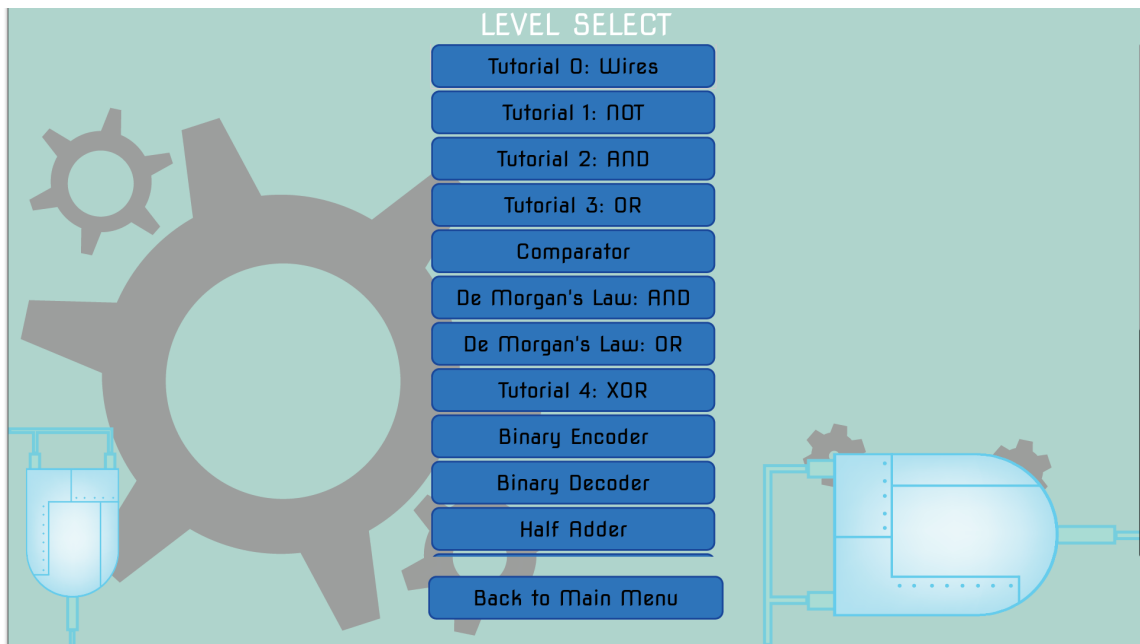 LEVEL SELECT
Tutorial 0: Wires
Tutorial 1: NOT
Tutorial 2: AND
Tutorial 3: OR
Comparator
De Morgan's Law: AND
De Morgan's Law: OR
Tutorial 4: XOR
Binary Encoder
Binary Decoder
Half Adder
Back to Main Menu